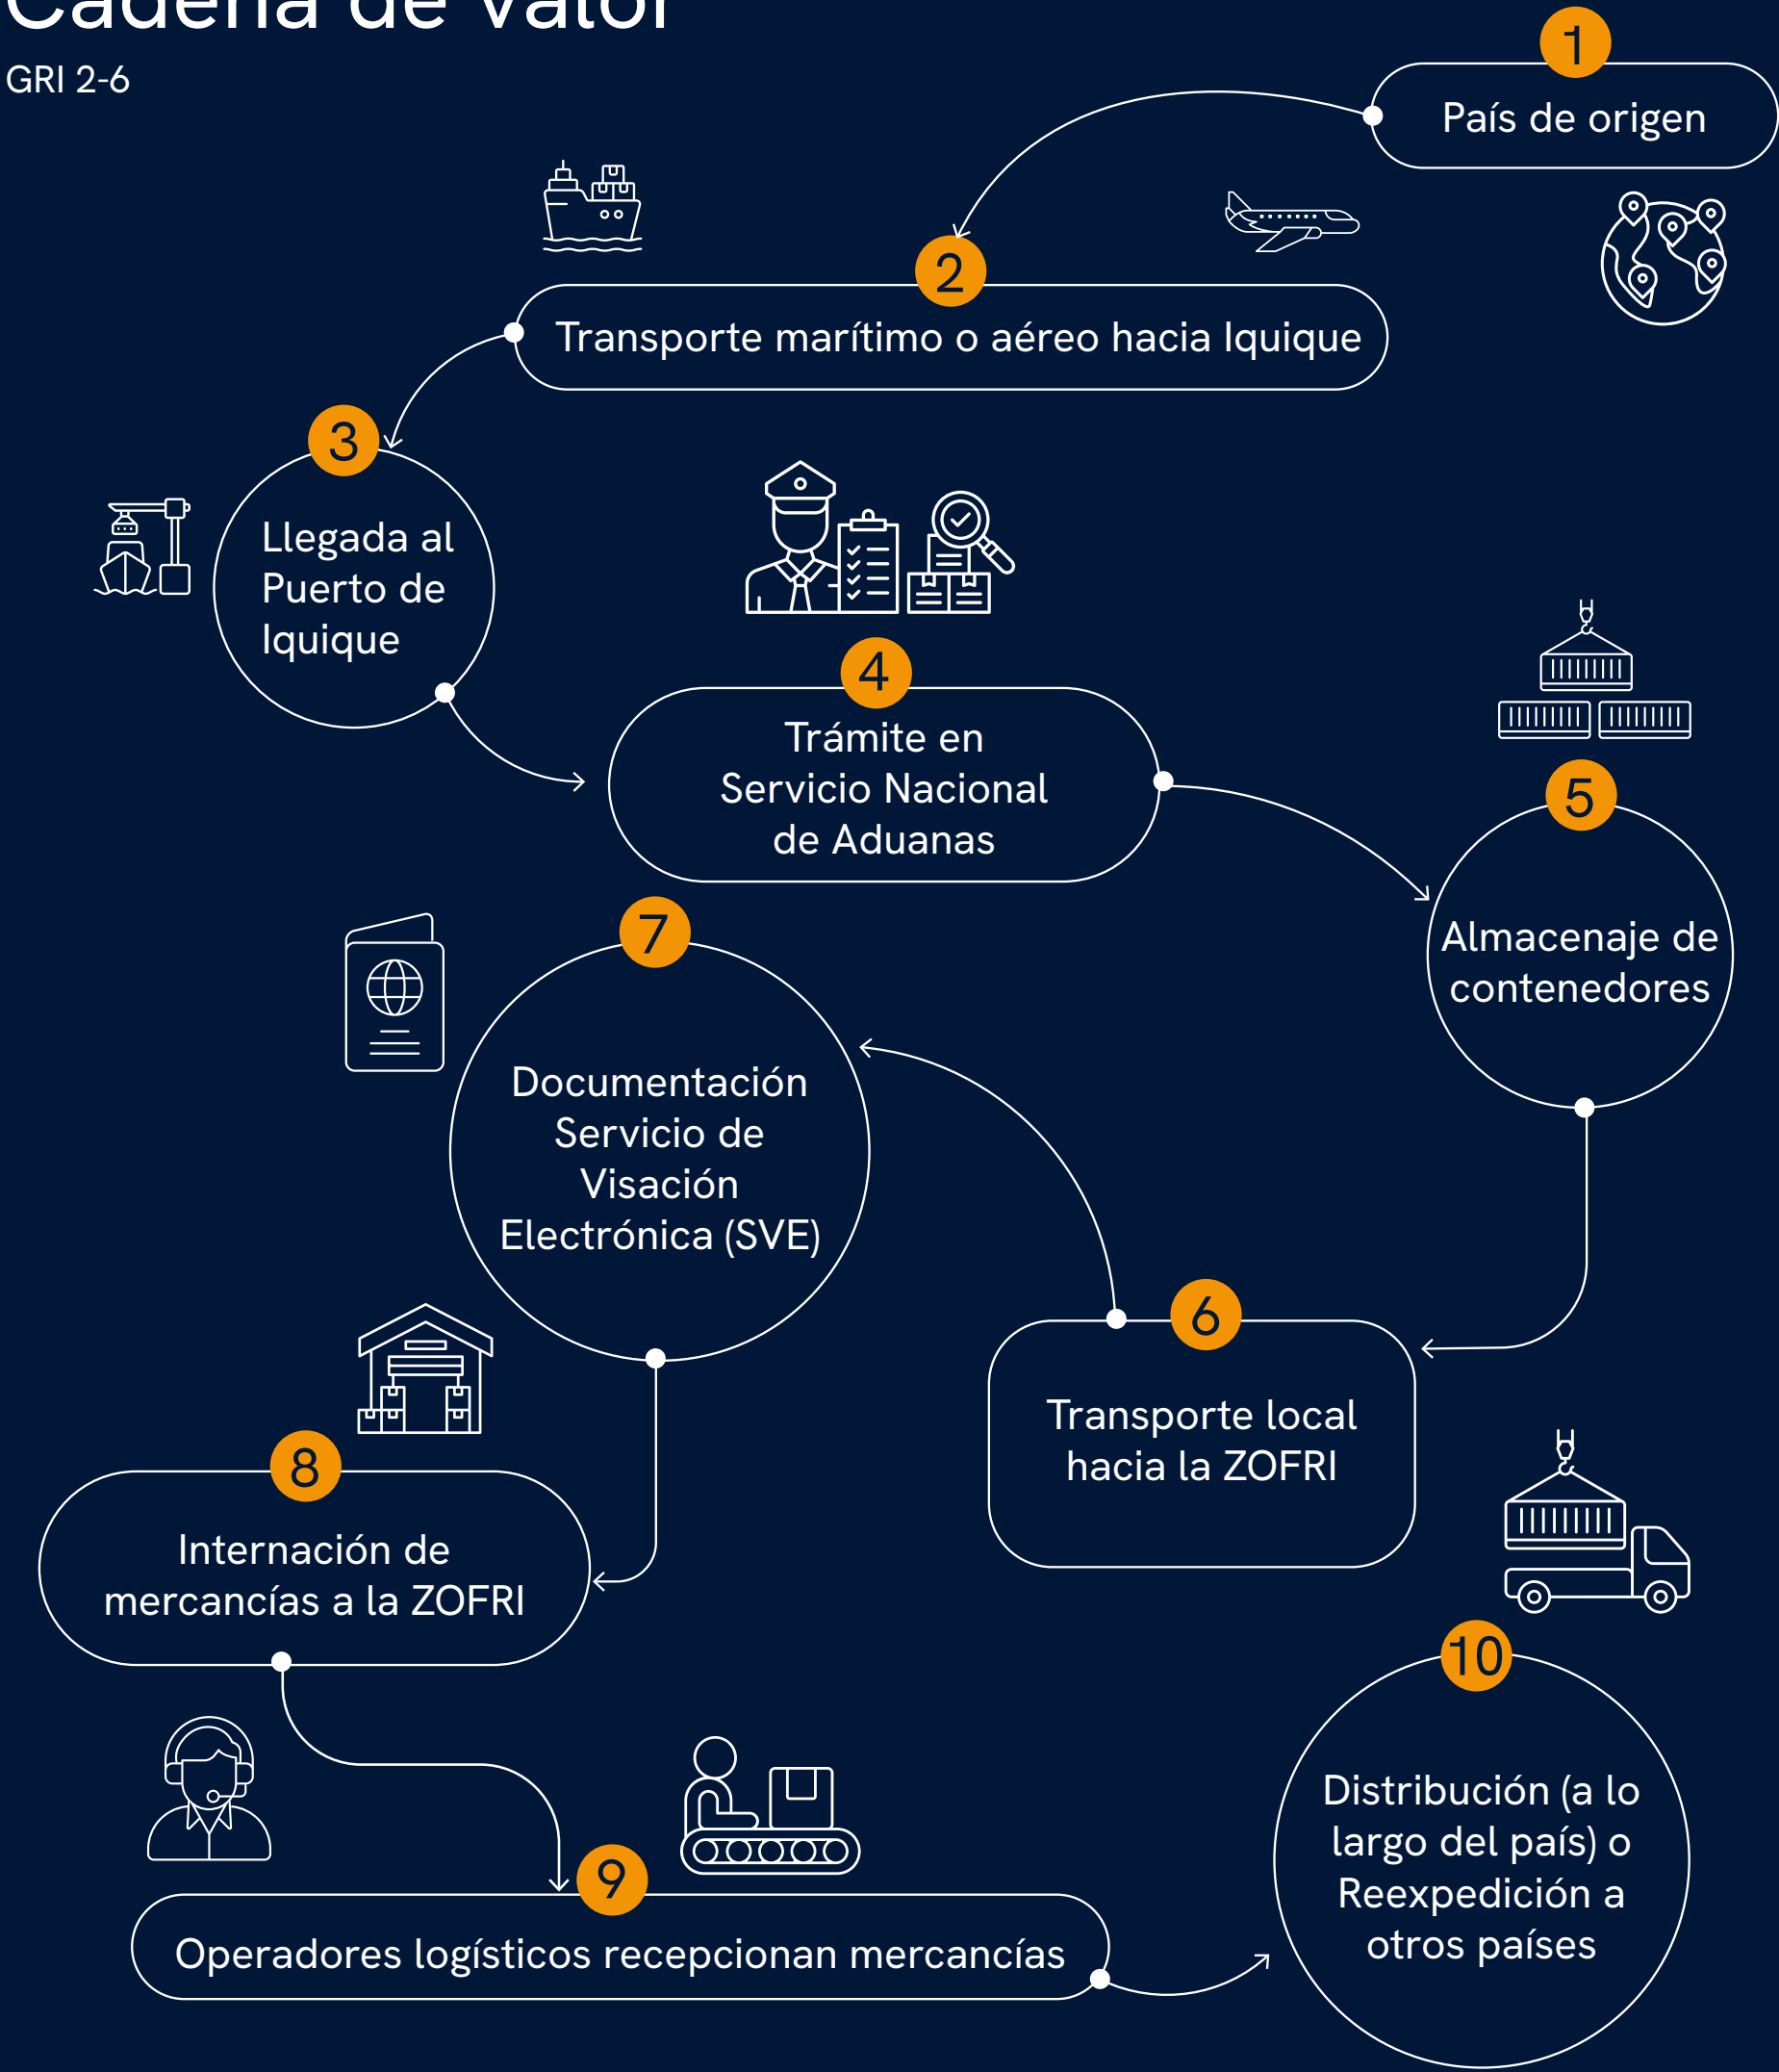 Cadena de Valor
GRI 2-6
1
País de origen
2
Transporte marítimo o aéreo hacia Iquique
3
Llegada al
Puerto de
Iquique
4
Trámite en
Servicio Nacional
de Aduanas
5
Almacenaje de
contenedores
6
Transporte local
hacia la ZOFRI
7
Documentación
Servicio de
Visación
Electrónica (SVE)
8
Internación de
mercancías a la ZOFRI
9
Operadores logísticos recepcionan mercancías
10
Distribución (a lo
largo del país) o
Reexpedición a
otros países